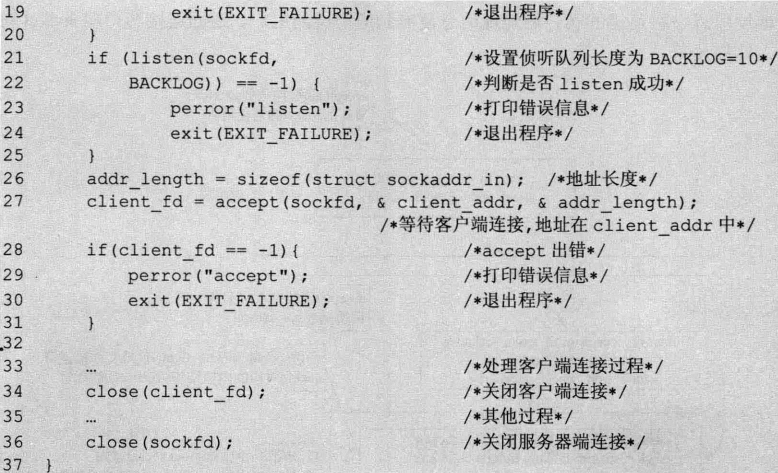 19 exit(EXIT_FAILURE); /*退出程序*/
20 }
21 if (listen(sockfd, /*设置侦听队列长度为 BACKLOG=10*/
22 BACKLOG)) == -1) { /*判断是否 listen 成功*/
23 perror("listen"); /*打印错误信息*/
24 exit(EXIT_FAILURE); /*退出程序*/
25 }
26 addr_length = sizeof(struct sockaddr_in); /*地址长度*/
27 client_fd = accept(sockfd, & client_addr, & addr_length);
/*等待客户端连接,地址在 client_addr 中*/
28 if(client_fd == -1){ /*accept 出错*/
29 perror("accept"); /*打印错误信息*/
30 exit(EXIT_FAILURE); /*退出程序*/
31 }
32
33 … /*处理客户端连接过程*/
34 close(client_fd); /*关闭客户端连接*/
35 … /*其他过程*/
36 close(sockfd); /*关闭服务器端连接*/
37 }